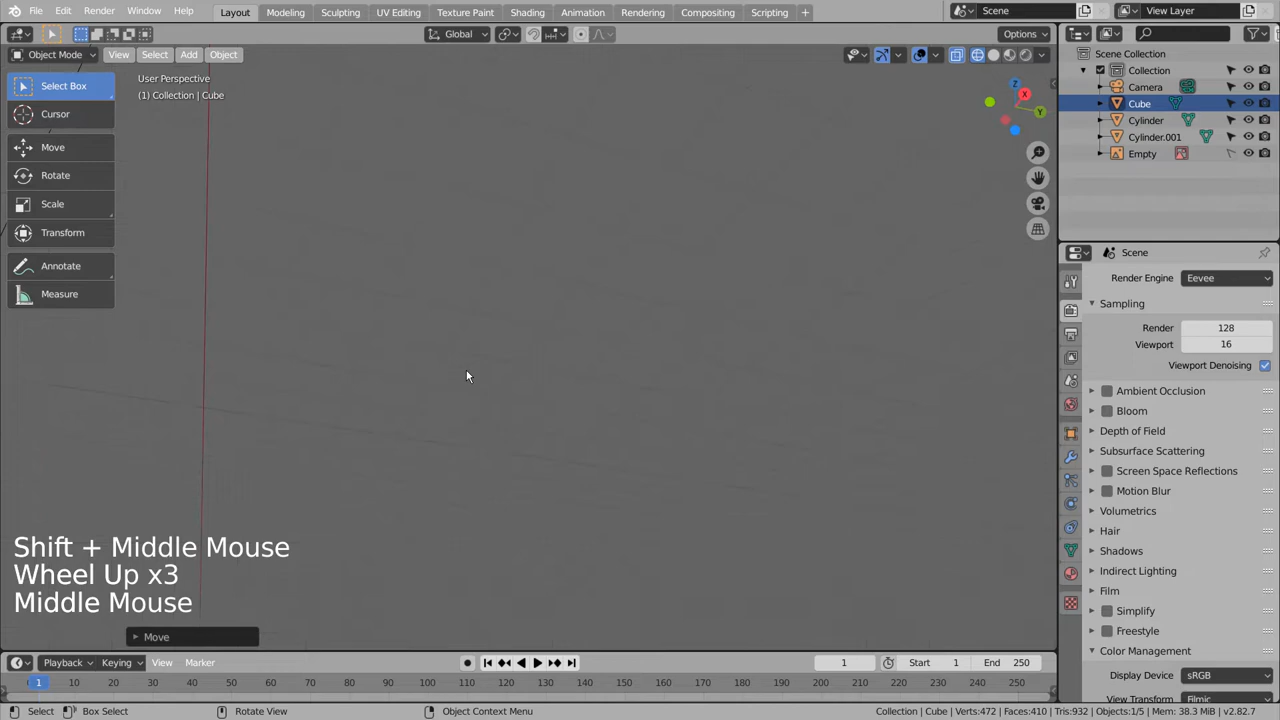 File Edit Render Window Help Layout Modeling Sculpting UV Editing Texture Paint Shading Animation Rendering Compositing Scripting + Scene View Layer
Global Options
Object Mode View Select Add Object
Select Box
Cursor
Move
Rotate
Scale
Transform
Annotate
Measure
User Perspective
(1) Collection | Cube
Z
X
Y
Shift + Middle Mouse
Wheel Up x3
Middle Mouse
Move
Scene Collection
Collection
Camera
Cube
Cylinder
Cylinder.001
Empty
Scene
Render Engine Eevee
Sampling
Render 128
Viewport 16
Viewport Denoising
Ambient Occlusion
Bloom
Depth of Field
Subsurface Scattering
Screen Space Reflections
Motion Blur
Volumetrics
Hair
Shadows
Indirect Lighting
Film
Simplify
Freestyle
Color Management
Display Device sRGB
View Transform Filmic
Playback Keying View Marker 1 Start 1 End 250
1 10 20 30 40 50 60 70 80 90 100 110 120 130 140 150 160 170 180 190 200 210 220 230 240 250
Select Box Select Rotate View Object Context Menu Collection | Cube | Verts:472 | Faces:410 | Tris:932 | Objects:1/5 | Mem: 38.3 MiB | v2.82.7